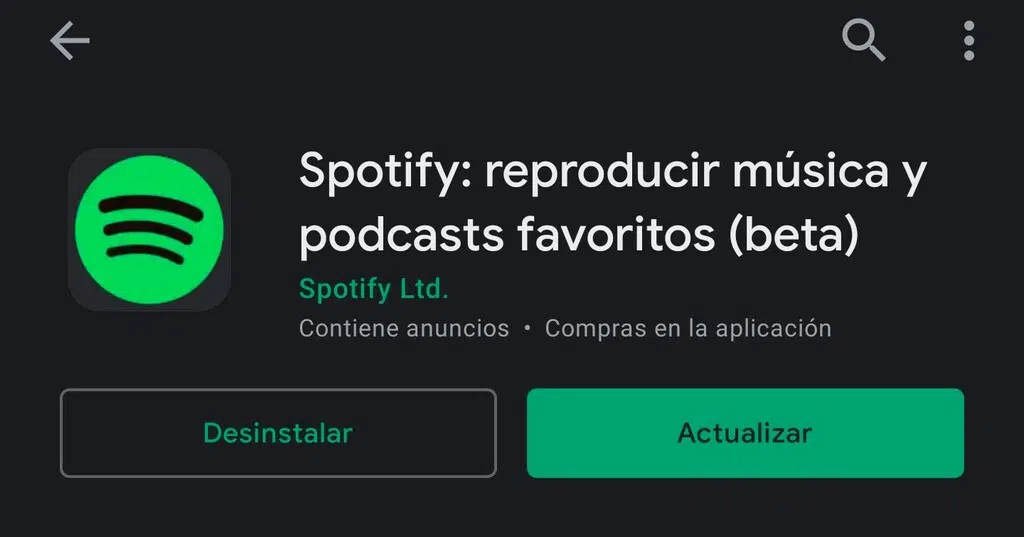 Spotify: reproducir música y
podcasts favoritos (beta)
Spotify Ltd.
Contiene anuncios • Compras en la aplicación
Desinstalar
Actualizar